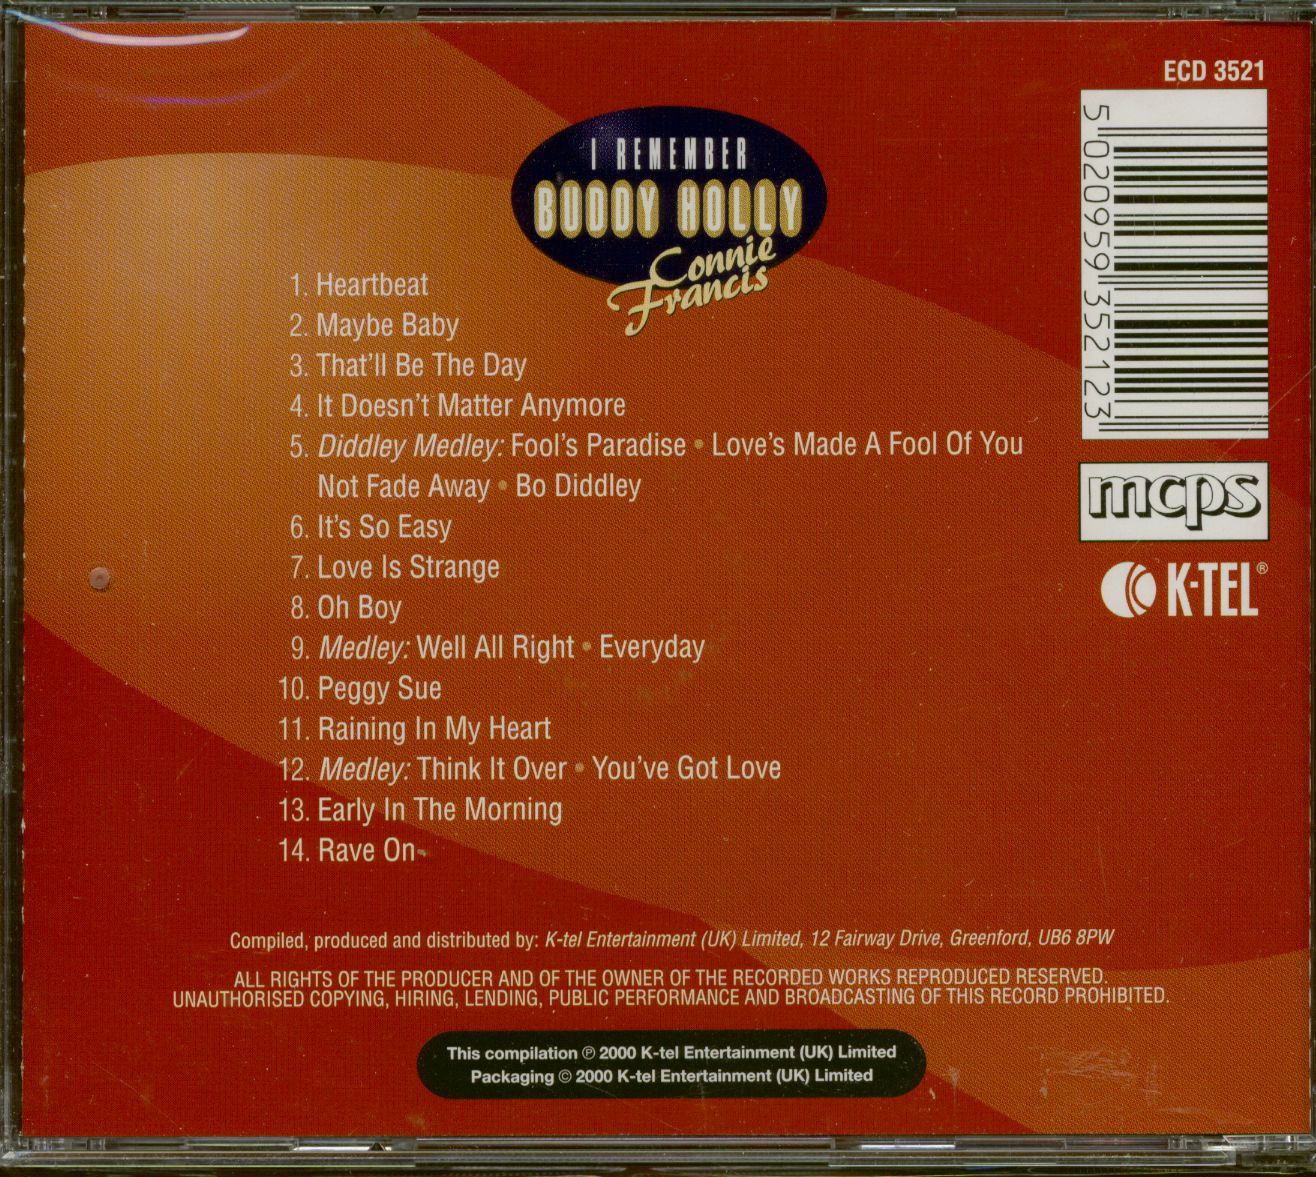 ECD 3521
I REMEMBER
BUDDY HOLLY
Connie
Francis
1. Heartbeat
2. Maybe Baby
3. That'll Be The Day
4. It Doesn't Matter Anymore
5. Diddley Medley: Fool's Paradise • Love's Made A Fool Of You
Not Fade Away • Bo Diddley
6. It's So Easy
7. Love Is Strange
8. Oh Boy
9. Medley: Well All Right • Everyday
10. Peggy Sue
11. Raining In My Heart
12. Medley: Think It Over • You've Got Love
13. Early In The Morning
14. Rave On
5 020959 352123
mcps
K-TEL®
Compiled, produced and distributed by: K-tel Entertainment (UK) Limited, 12 Fairway Drive, Greenford, UB6 8PW
ALL RIGHTS OF THE PRODUCER AND OF THE OWNER OF THE RECORDED WORKS REPRODUCED RESERVED.
UNAUTHORISED COPYING, HIRING, LENDING, PUBLIC PERFORMANCE AND BROADCASTING OF THIS RECORD PROHIBITED.
This compilation ℗ 2000 K-tel Entertainment (UK) Limited
Packaging © 2000 K-tel Entertainment (UK) Limited